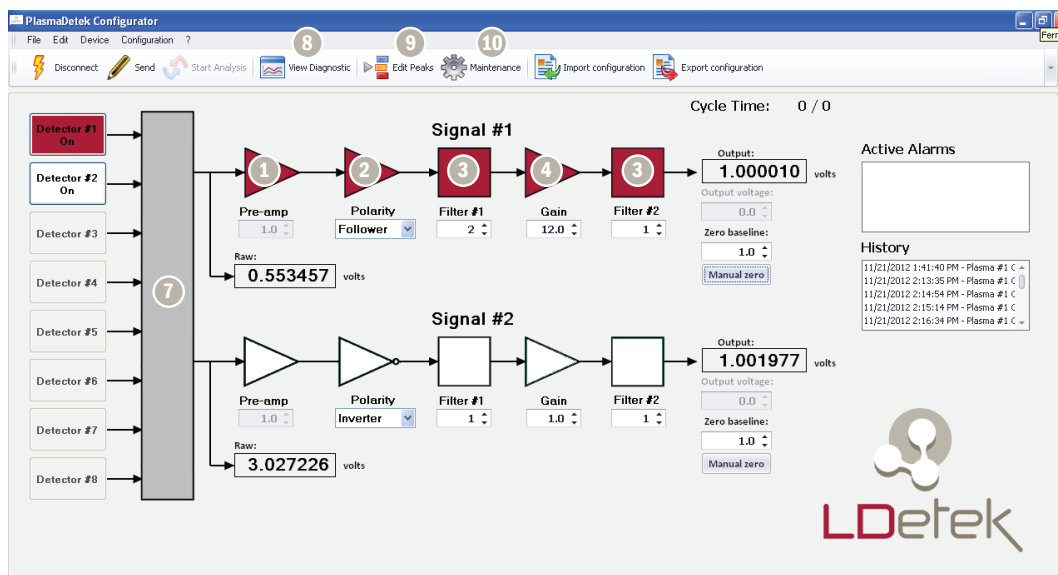 PlasmaDetek Configurator
Ferm
File Edit Device Configuration ?
8 9 10
Disconnect Send Start Analysis View Diagnostic Edit Peaks Maintenance Import configuration Export configuration
Cycle Time: 0 / 0
Detector #1
On
Detector #2
On
Detector #3
Detector #4
Detector #5
Detector #6
Detector #7
Detector #8
7
Signal #1
1 2 3 4 3
Pre-amp
1.0
Polarity
Follower
Filter #1
2
Gain
12.0
Filter #2
1
Output:
1.000010 volts
Output voltage:
0.0
Zero baseline:
1.0
Manual zero
Raw:
0.553457 volts
Signal #2
Pre-amp
1.0
Polarity
Inverter
Filter #1
1
Gain
1.0
Filter #2
1
Output:
1.001977 volts
Output voltage:
0.0
Zero baseline:
1.0
Manual zero
Raw:
3.027226 volts
Active Alarms
History
11/21/2012 1:41:40 PM - Plasma #1 C
11/21/2012 2:13:35 PM - Plasma #1 C
11/21/2012 2:14:54 PM - Plasma #1 C
11/21/2012 2:15:14 PM - Plasma #1 C
11/21/2012 2:16:34 PM - Plasma #1 C
LDetek